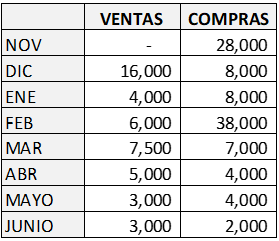 VENTAS COMPRAS
NOV - 28,000
DIC 16,000 8,000
ENE 4,000 8,000
FEB 6,000 38,000
MAR 7,500 7,000
ABR 5,000 4,000
MAYO 3,000 4,000
JUNIO 3,000 2,000